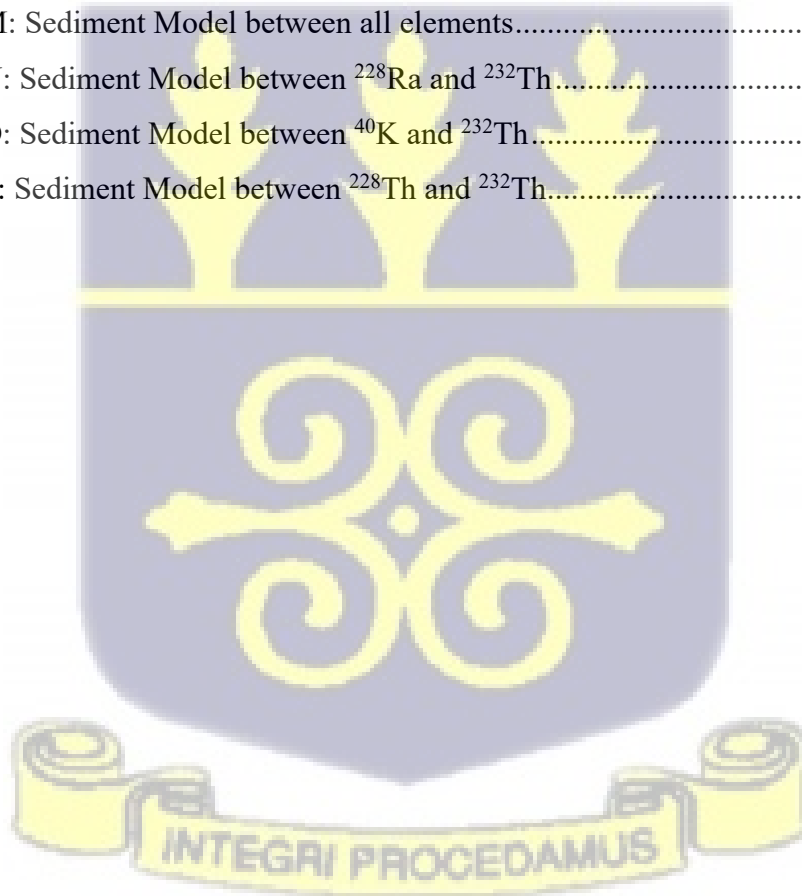 : Sediment Model between all elements..............................
: Sediment Model between ²²⁸Ra and ²³²Th..............................
: Sediment Model between ⁴⁰K and ²³²Th..............................
: Sediment Model between ²²⁸Th and ²³²Th..............................
INTEGRI PROCEDAMUS